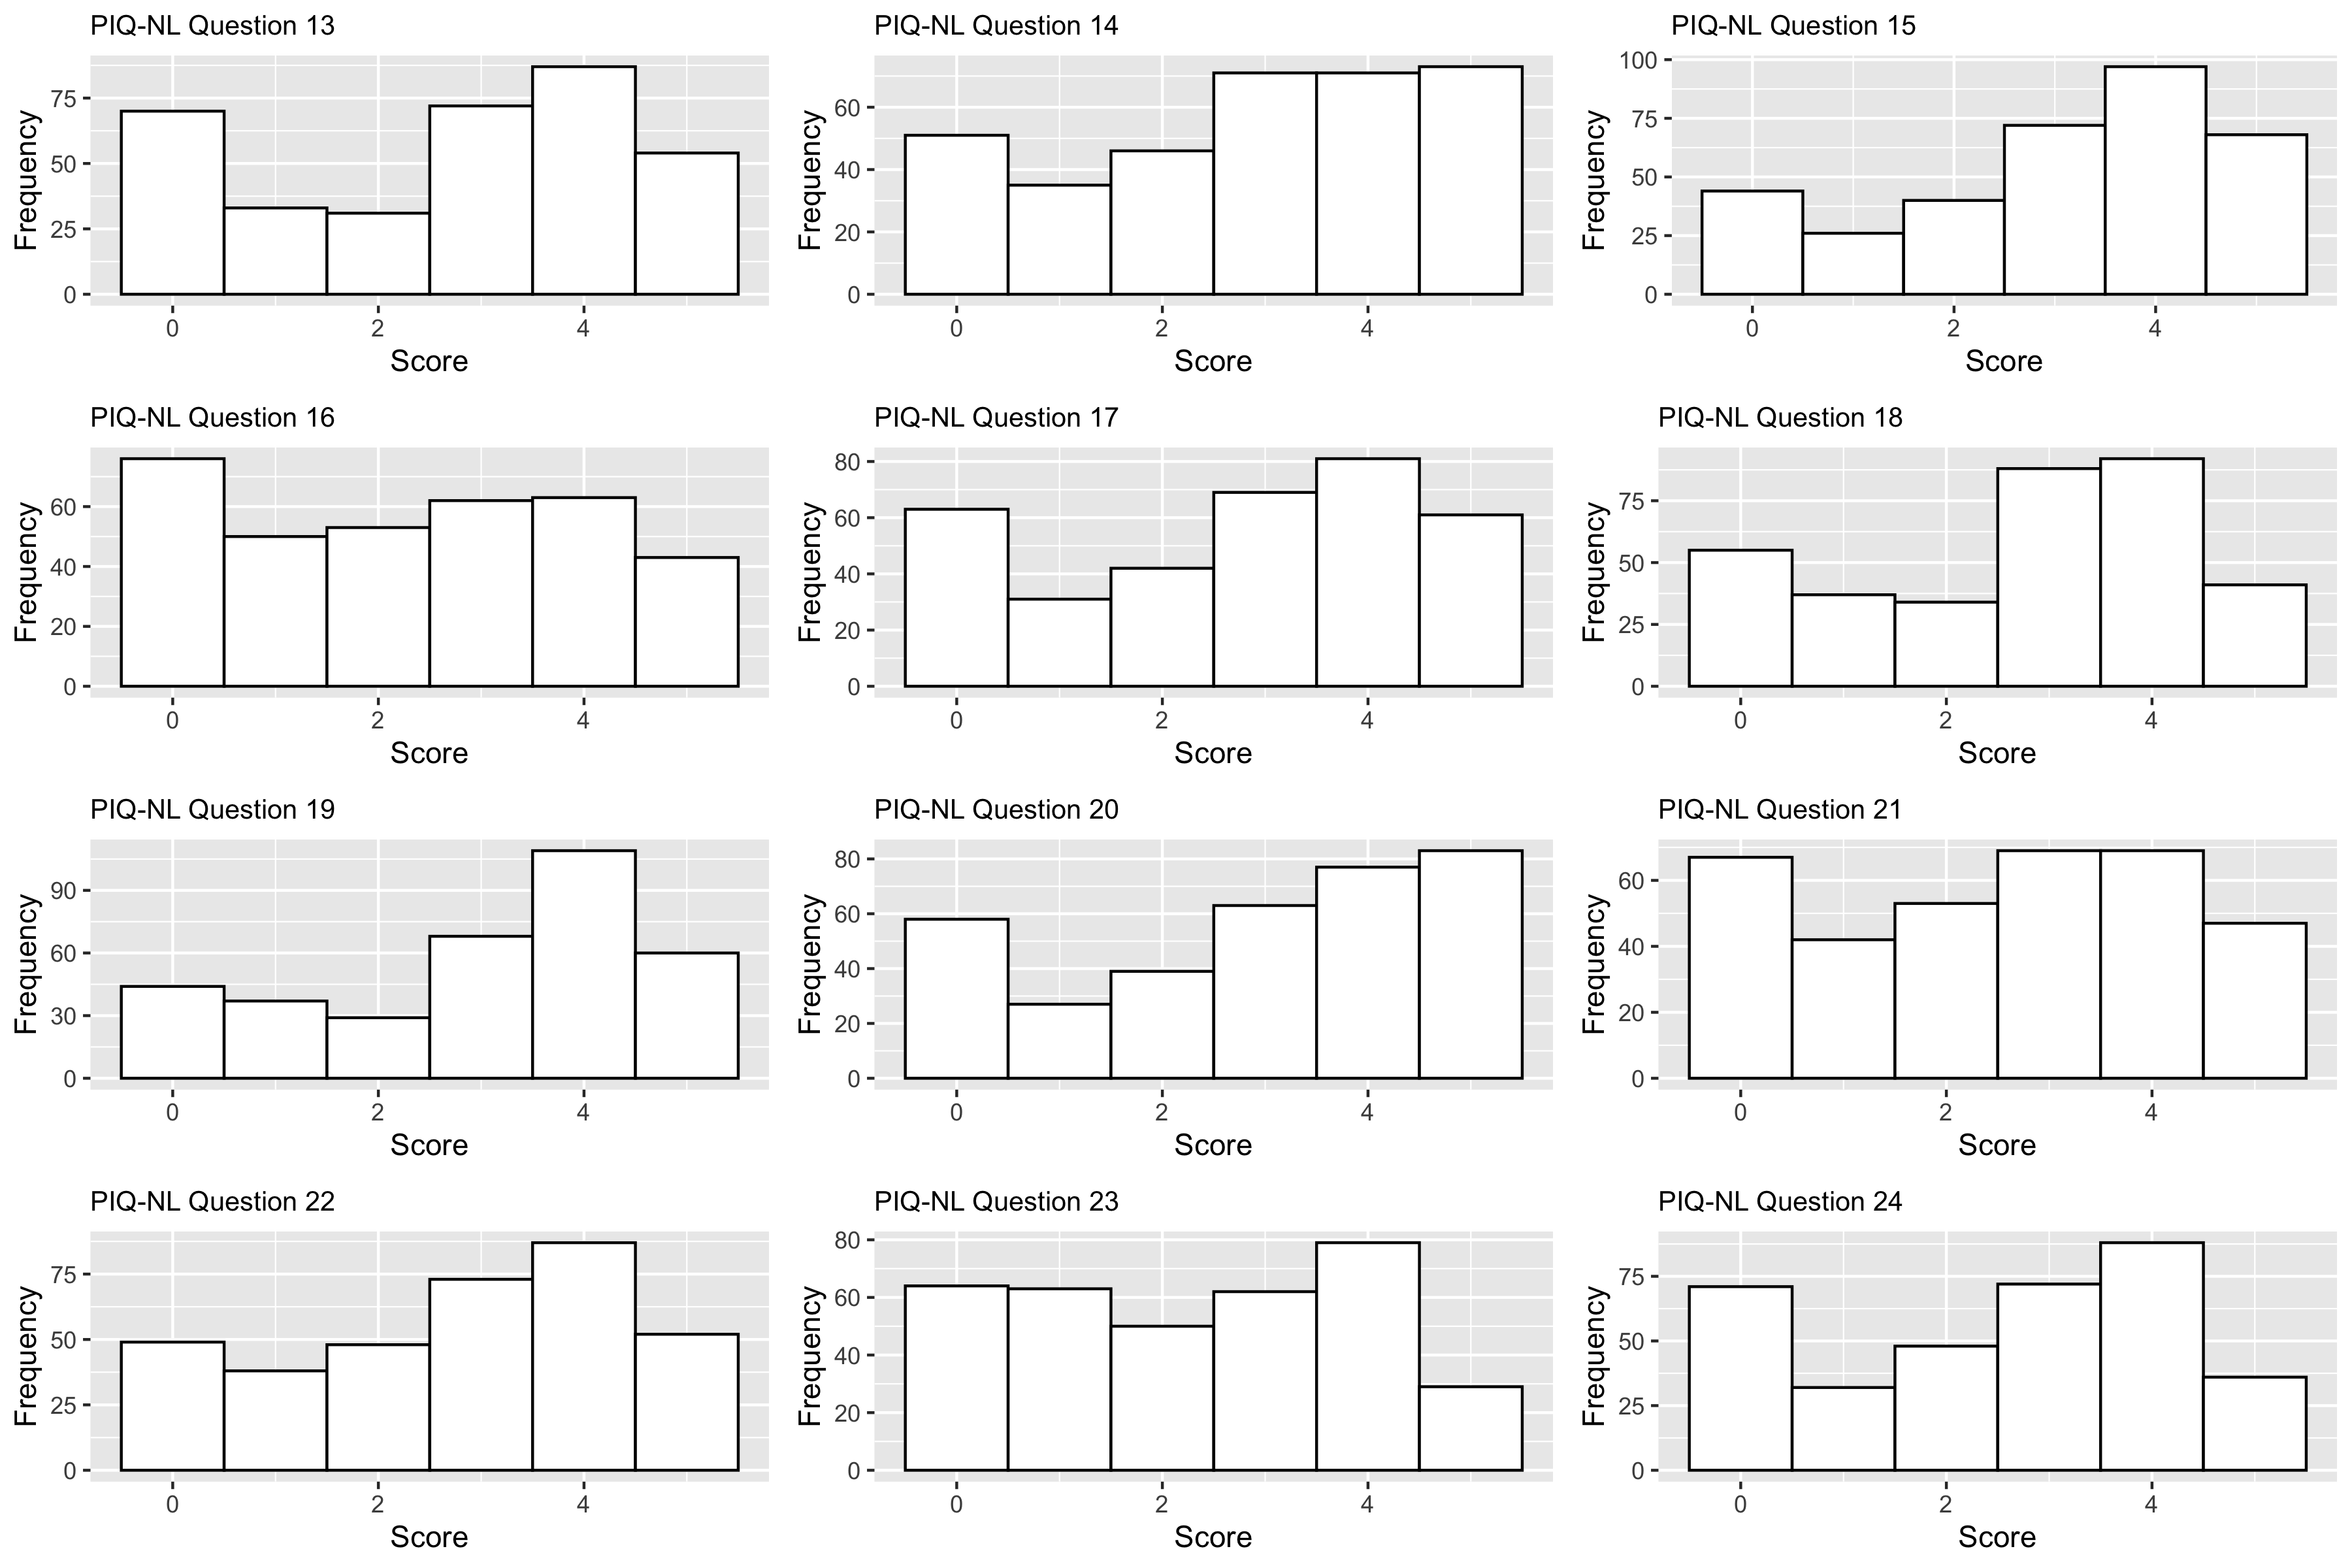 PIQ-NL Question 13
Frequency
75
50
25
0
0 2 4
Score
PIQ-NL Question 14
Frequency
60
40
20
0
0 2 4
Score
PIQ-NL Question 15
Frequency
100
75
50
25
0
0 2 4
Score
PIQ-NL Question 16
Frequency
60
40
20
0
0 2 4
Score
PIQ-NL Question 17
Frequency
80
60
40
20
0
0 2 4
Score
PIQ-NL Question 18
Frequency
75
50
25
0
0 2 4
Score
PIQ-NL Question 19
Frequency
90
60
30
0
0 2 4
Score
PIQ-NL Question 20
Frequency
80
60
40
20
0
0 2 4
Score
PIQ-NL Question 21
Frequency
60
40
20
0
0 2 4
Score
PIQ-NL Question 22
Frequency
75
50
25
0
0 2 4
Score
PIQ-NL Question 23
Frequency
80
60
40
20
0
0 2 4
Score
PIQ-NL Question 24
Frequency
75
50
25
0
0 2 4
Score